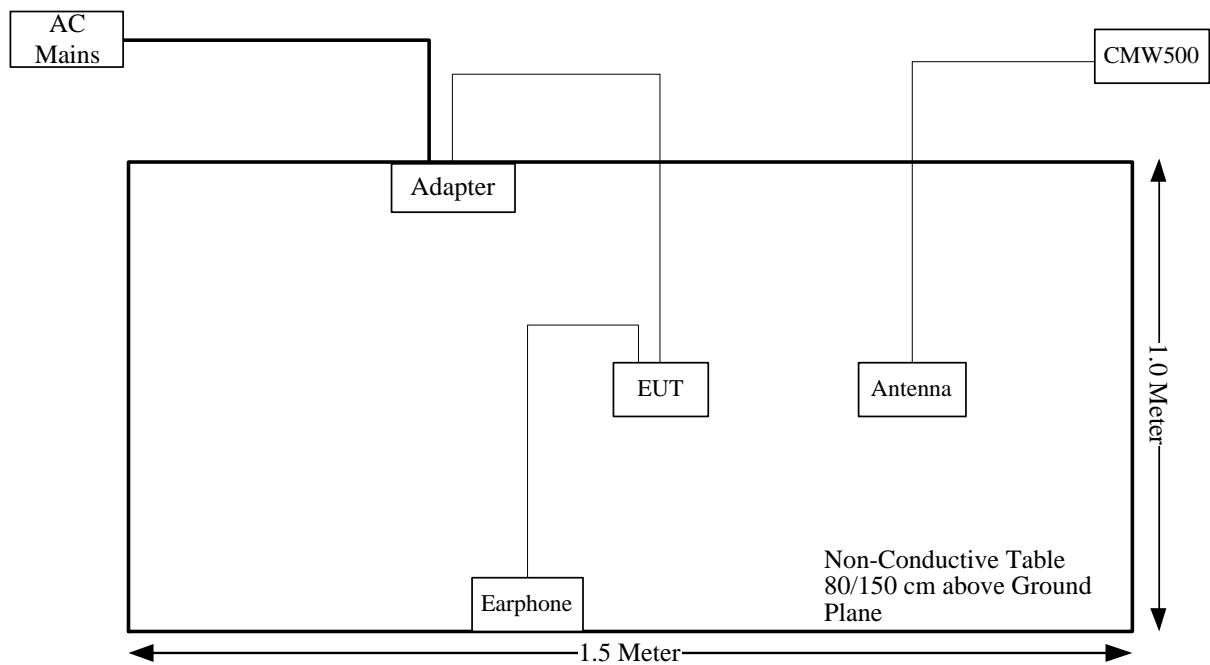 AC
Mains
CMW500
Adapter
EUT
Antenna
1.0 Meter
Non-Conductive Table
80/150 cm above Ground
Plane
Earphone
1.5 Meter